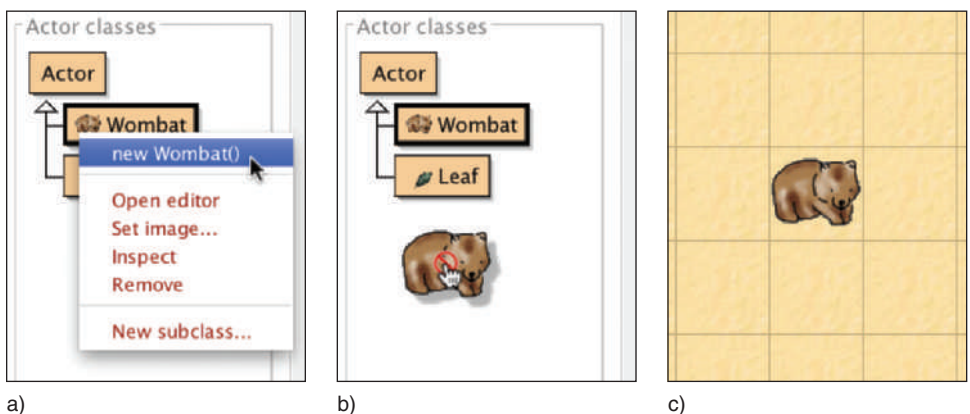 Actor classes
Actor
Wombat
new Wombat()
Open editor
Set image...
Inspect
Remove
New subclass...
a)
Actor classes
Actor
Wombat
Leaf
b)
c)